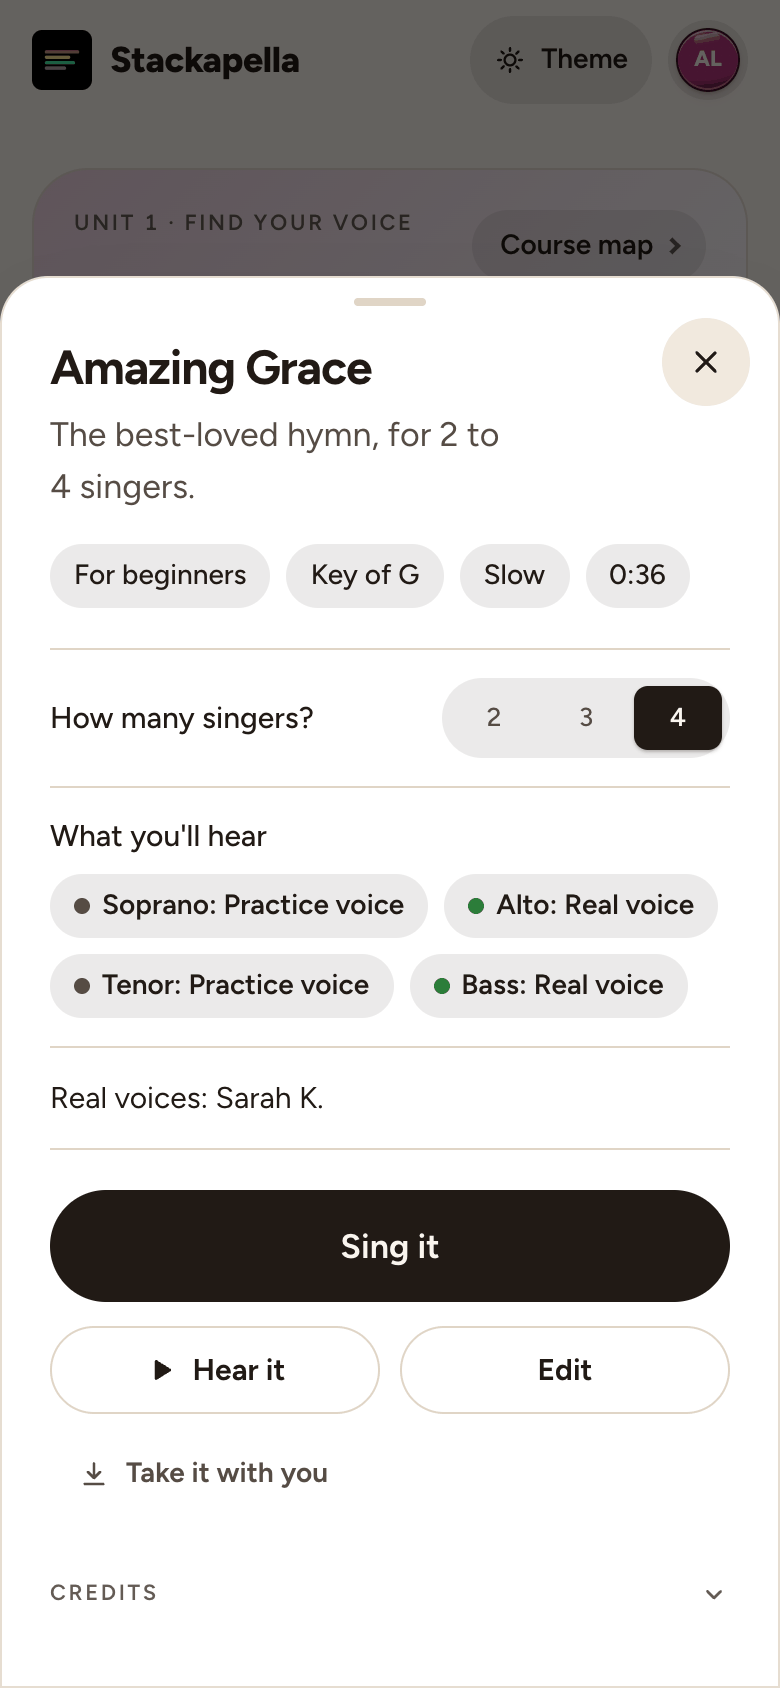 Stackapella
Theme
AL
UNIT 1 · FIND YOUR VOICE
Course map
Amazing Grace
The best-loved hymn, for 2 to
4 singers.
For beginners
Key of G
Slow
0:36
How many singers?
2
3
4
What you'll hear
Soprano: Practice voice
Alto: Real voice
Tenor: Practice voice
Bass: Real voice
Real voices: Sarah K.
Sing it
Hear it
Edit
Take it with you
CREDITS